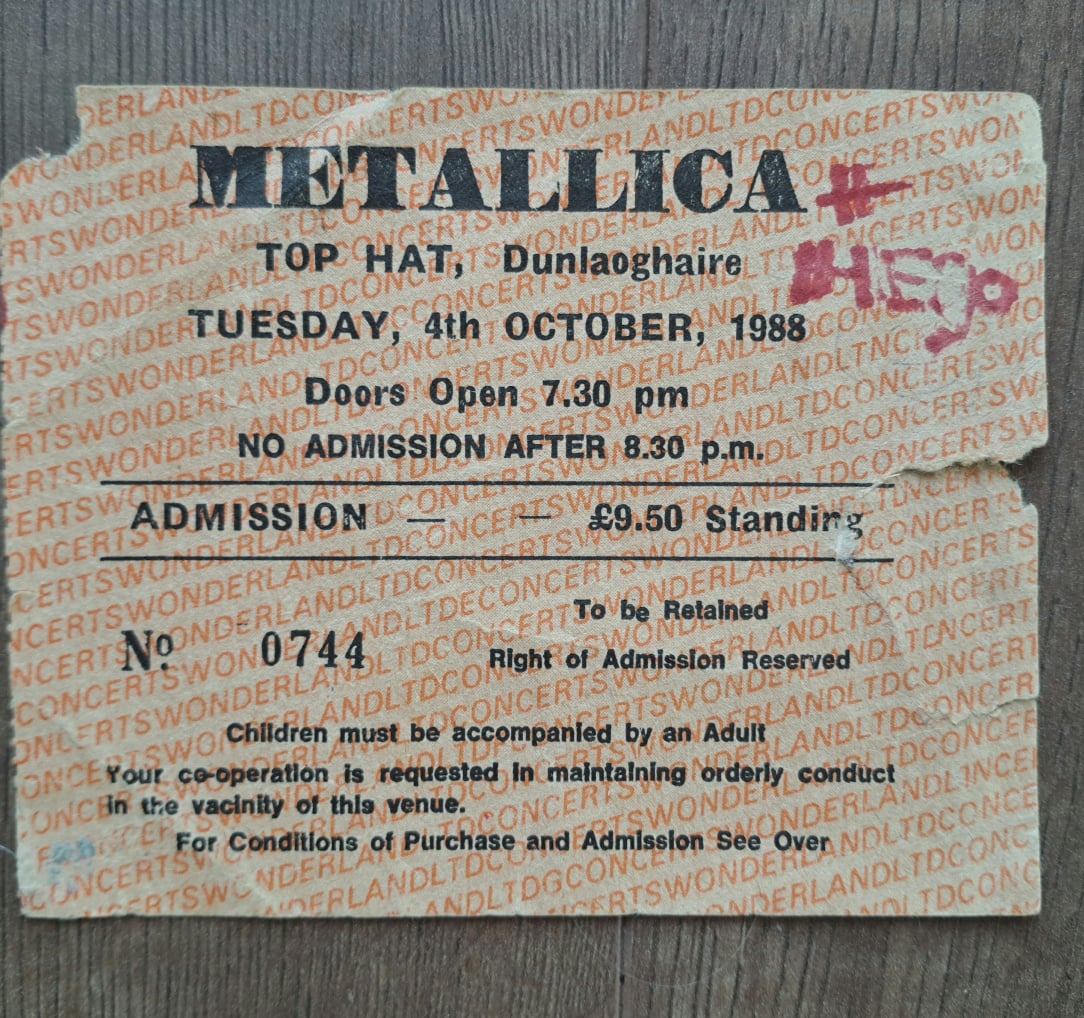 METALLICA
TOP HAT, Dunlaoghaire
TUESDAY, 4th OCTOBER, 1988
Doors Open 7.30 pm
NO ADMISSION AFTER 8.30 p.m.
ADMISSION — — £9.50 Standing
To be Retained
Nº. 0744
Right of Admission Reserved
Children must be accompanied by an Adult
Your co-operation is requested in maintaining orderly conduct
in the vacinity of this venue.
For Conditions of Purchase and Admission See Over